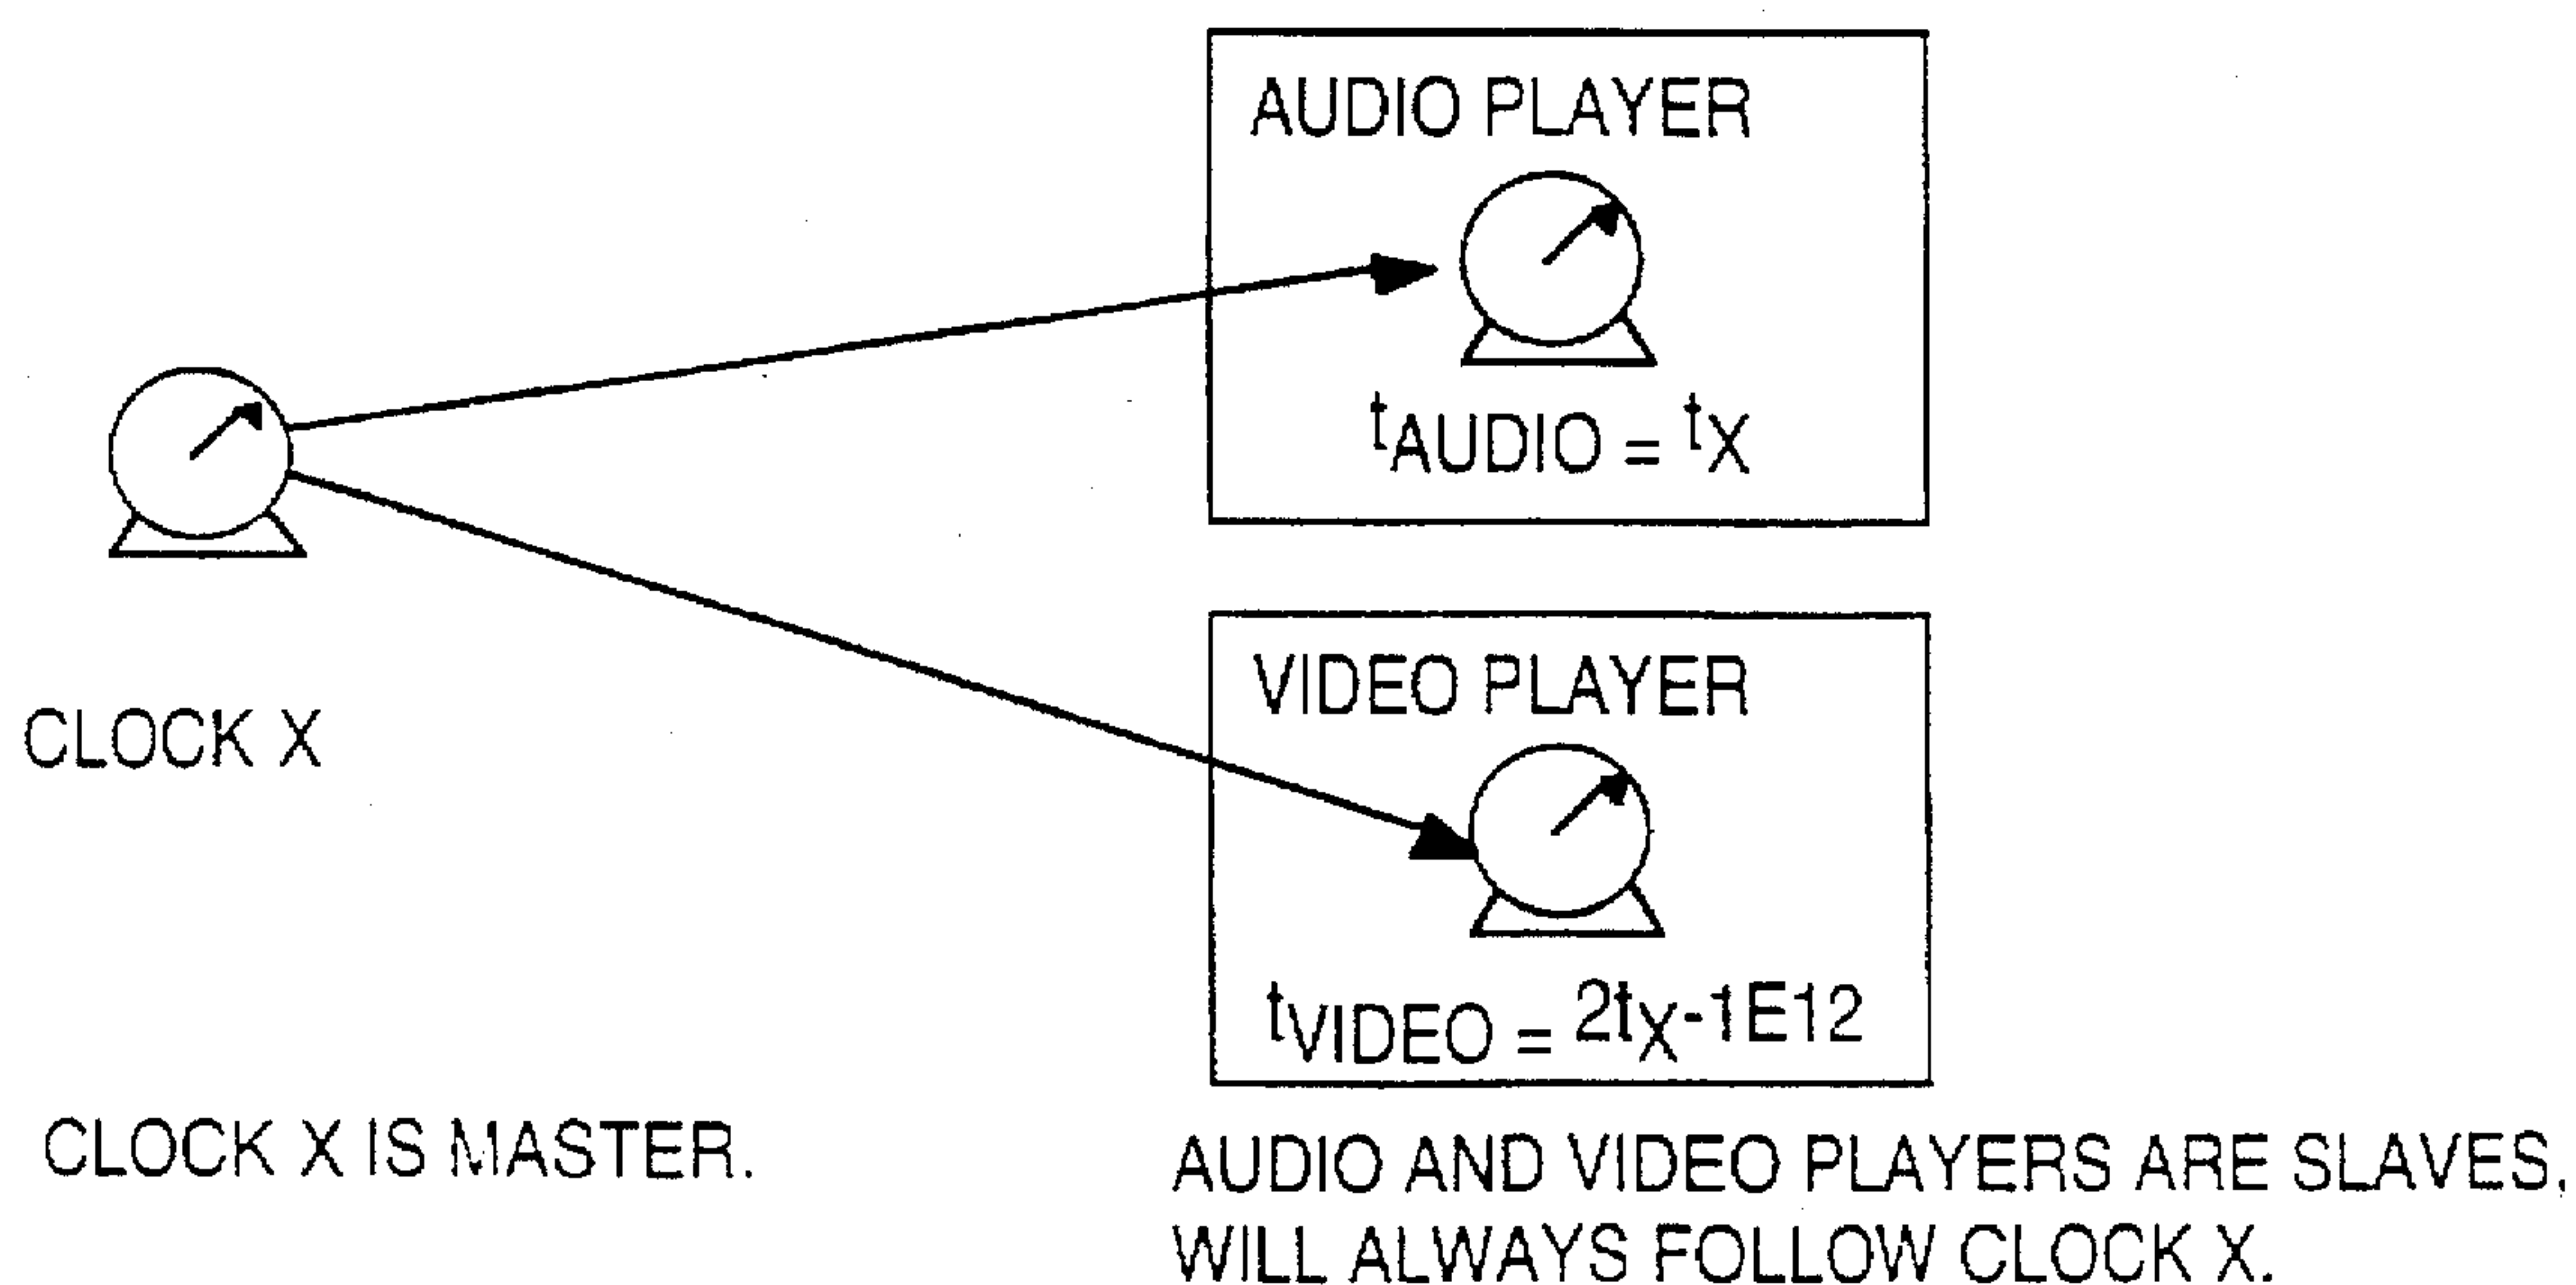 AUDIO PLAYER
tAUDIO = tX
CLOCK X
VIDEO PLAYER
tVIDEO = 2tX-1E12
CLOCK X IS MASTER.
AUDIO AND VIDEO PLAYERS ARE SLAVES.
WILL ALWAYS FOLLOW CLOCK X.